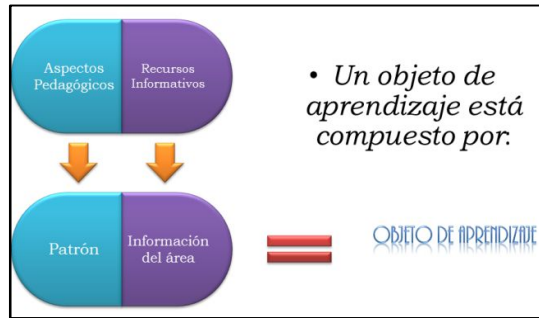 Aspectos
Pedagógicos
Recursos
Informativos
• Un objeto de
aprendizaje está
compuesto por:
Patrón
Información
del área
OBJETO DE APRENDIZAJE